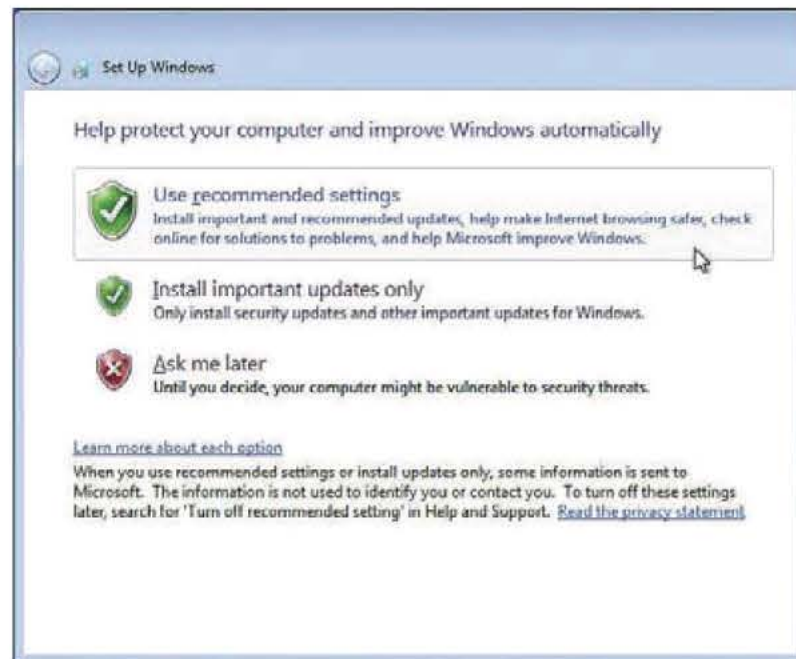 Set Up Windows
Help protect your computer and improve Windows automatically
Use recommended settings
Install important and recommended updates, help make Internet browsing safer, check
online for solutions to problems, and help Microsoft improve Windows.
Install important updates only
Only install security updates and other important updates for Windows.
Ask me later
Until you decide, your computer might be vulnerable to security threats.
Learn more about each option
When you use recommended settings or install updates only, some information is sent to
Microsoft. The information is not used to identify you or contact you. To turn off these settings
later, search for 'Turn off recommended setting' in Help and Support. Read the privacy statement